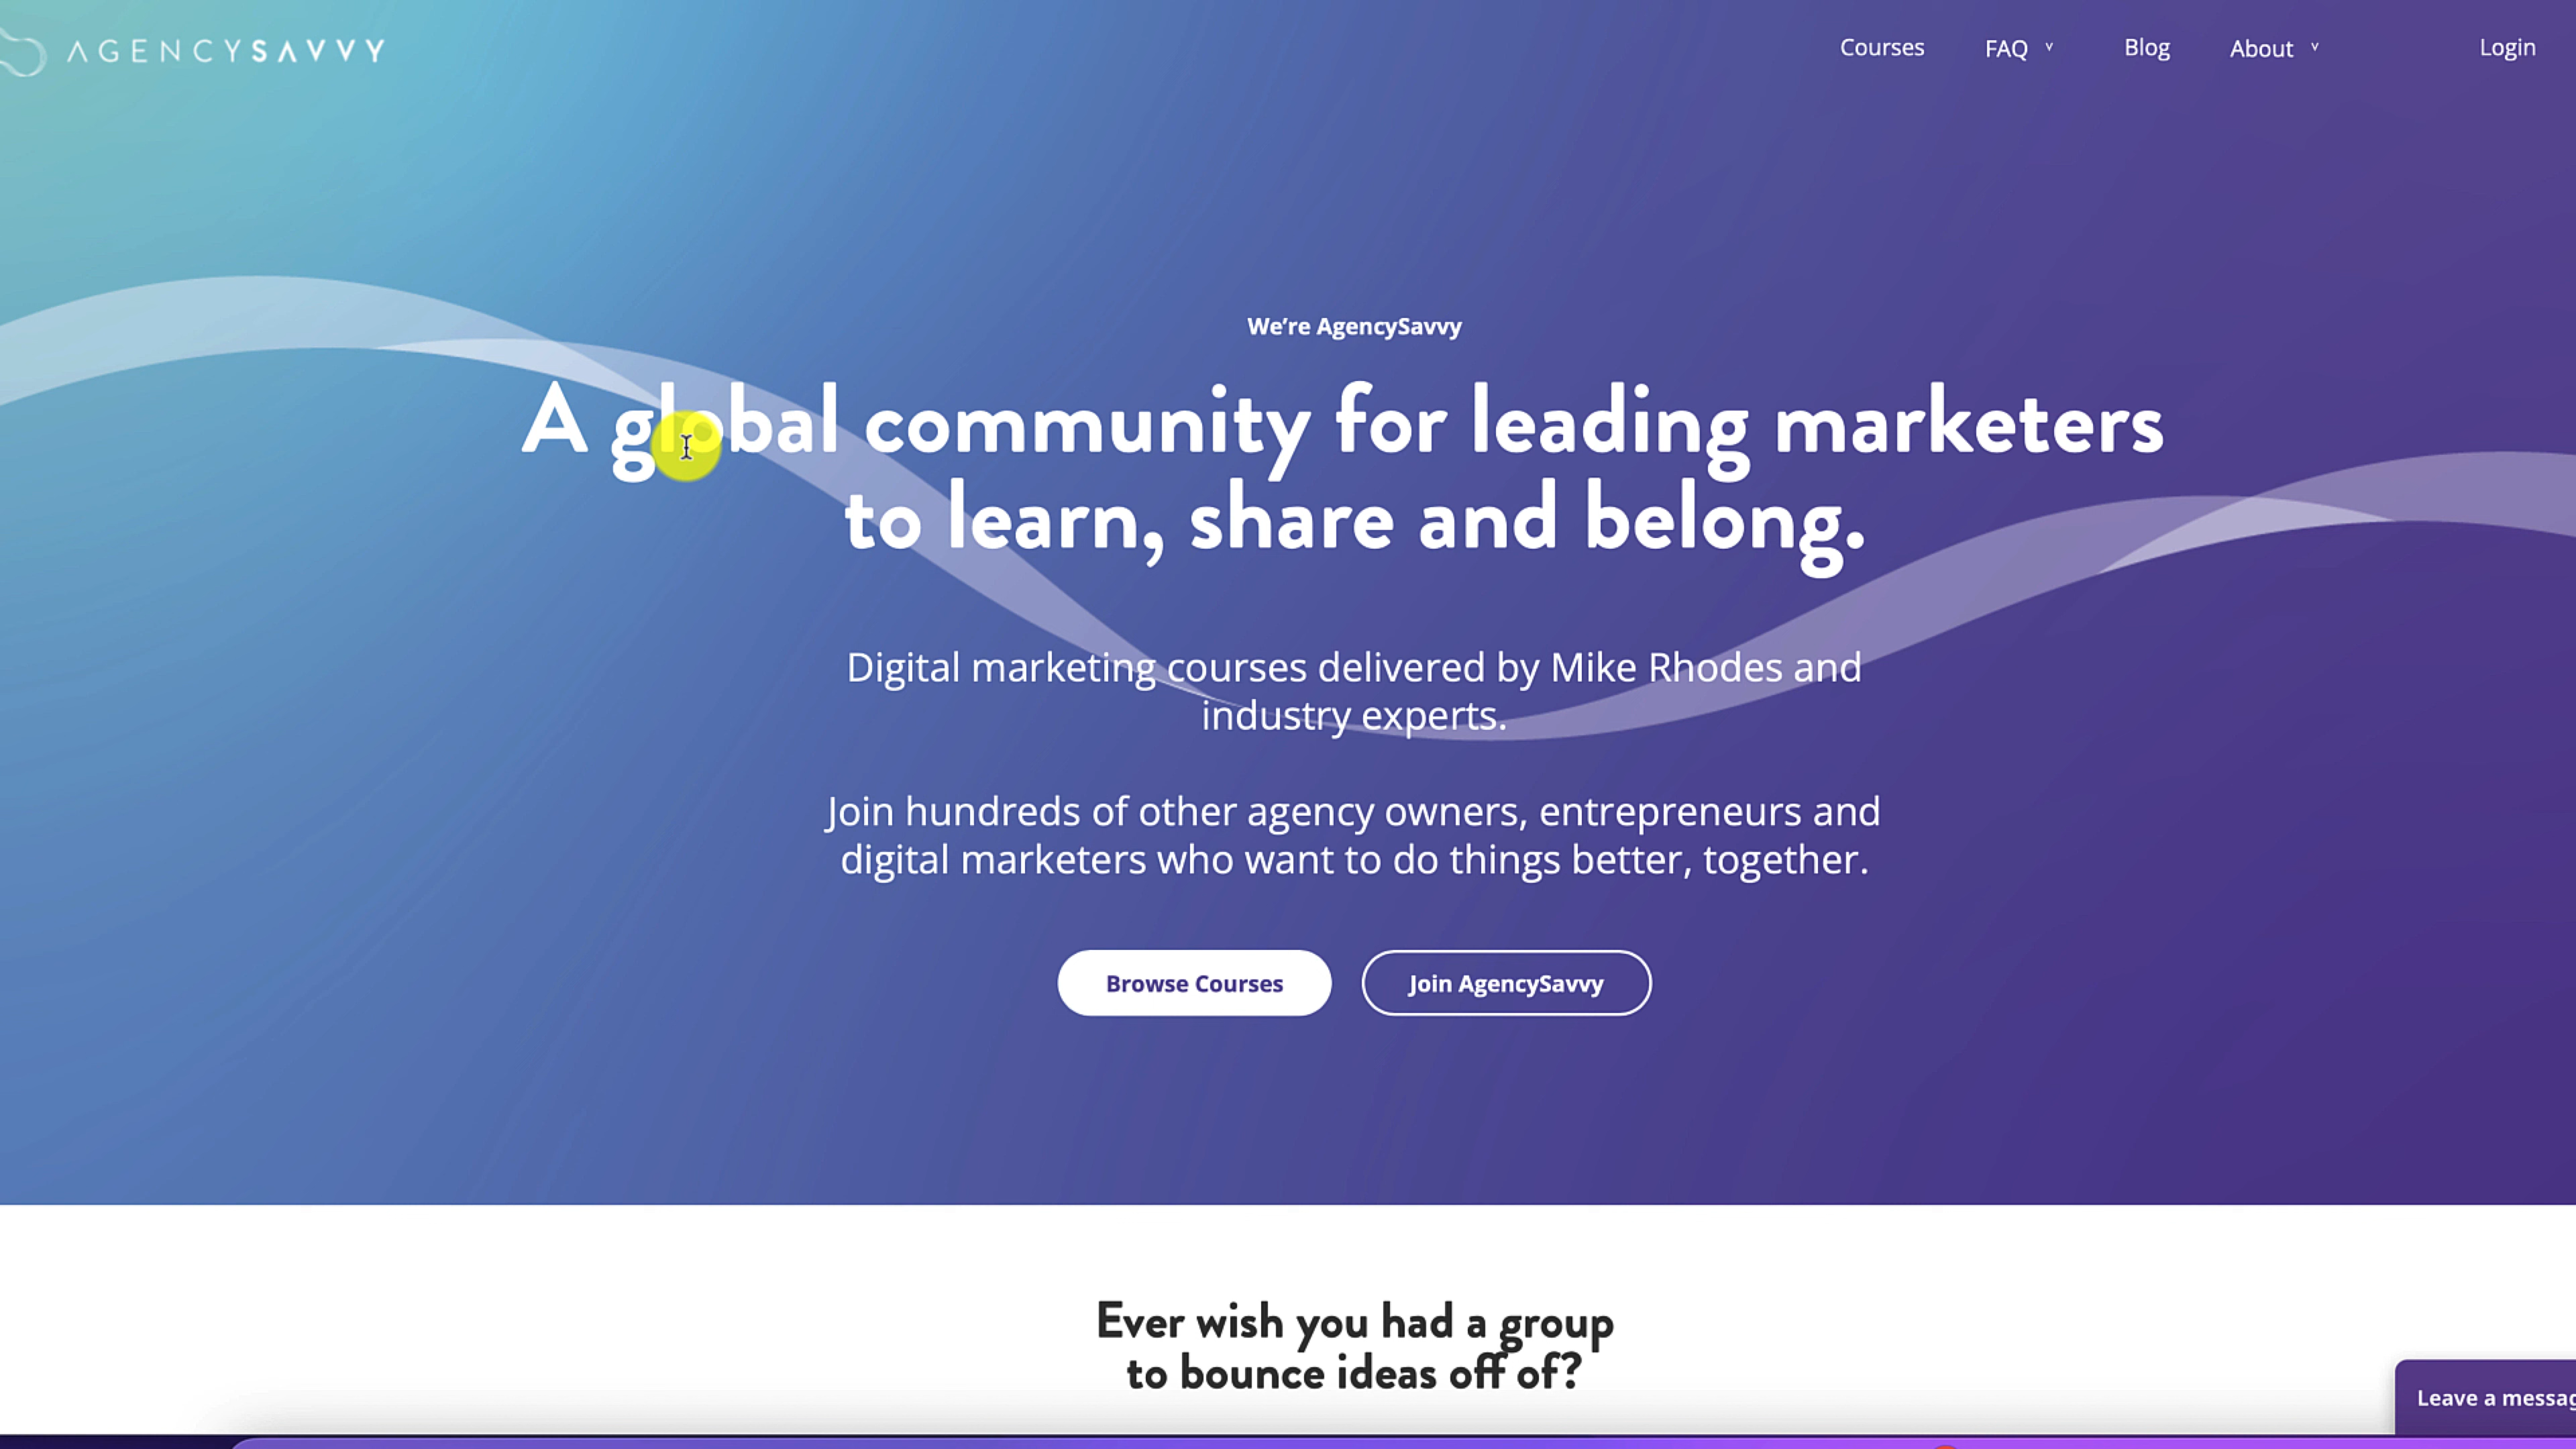 AGENCYSAVVY
Courses FAQ Blog About Login
We’re AgencySavvy
A global community for leading marketers
to learn, share and belong.
Digital marketing courses delivered by Mike Rhodes and
industry experts.
Join hundreds of other agency owners, entrepreneurs and
digital marketers who want to do things better, together.
Browse Courses Join AgencySavvy
Ever wish you had a group
to bounce ideas off of?
Leave a messag